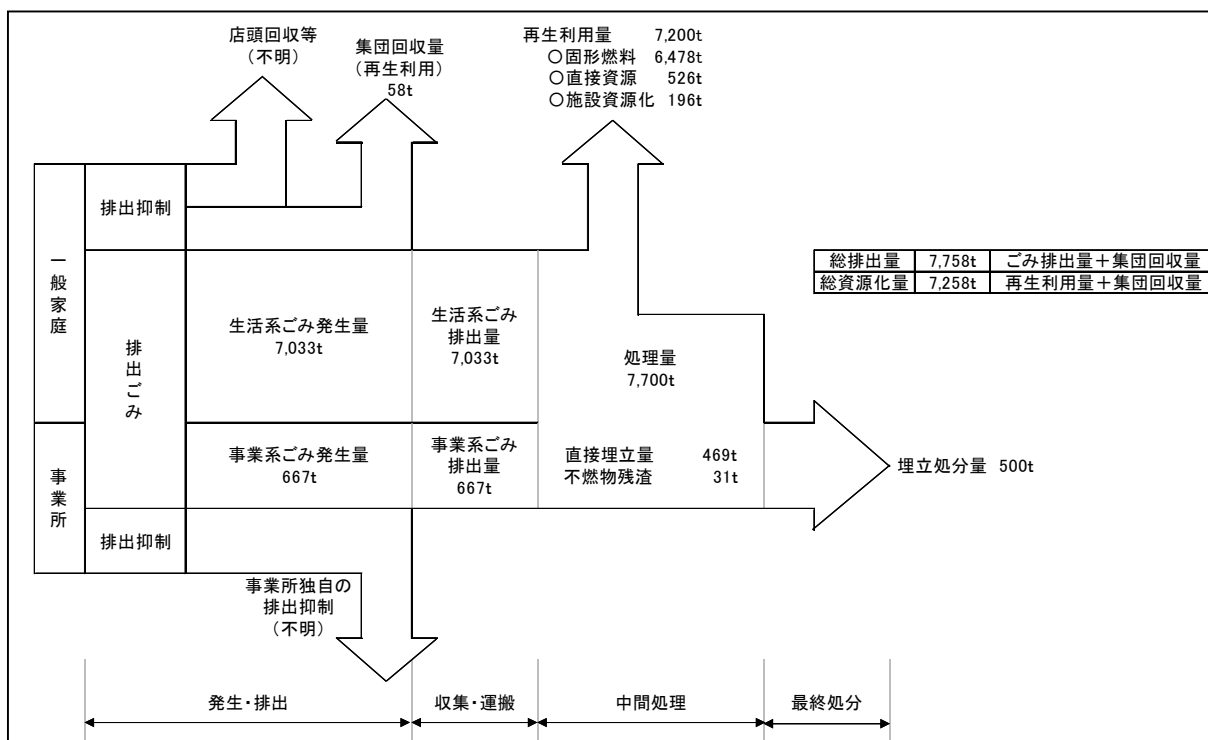 店頭回収等
（不明）
集団回収量
（再生利用）
58t
再生利用量 7,200t
○固形燃料 6,478t
○直接資源 526t
○施設資源化 196t
一般家庭
排出抑制
排出ごみ
生活系ごみ発生量
7,033t
生活系ごみ
排出量
7,033t
処理量
7,700t
総排出量 7,758t ごみ排出量＋集団回収量
総資源化量 7,258t 再生利用量＋集団回収量
事業所
事業系ごみ発生量
667t
事業系ごみ
排出量
667t
直接埋立量 469t
不燃物残渣 31t
埋立処分量 500t
排出抑制
事業所独自の
排出抑制
（不明）
発生・排出
収集・運搬
中間処理
最終処分